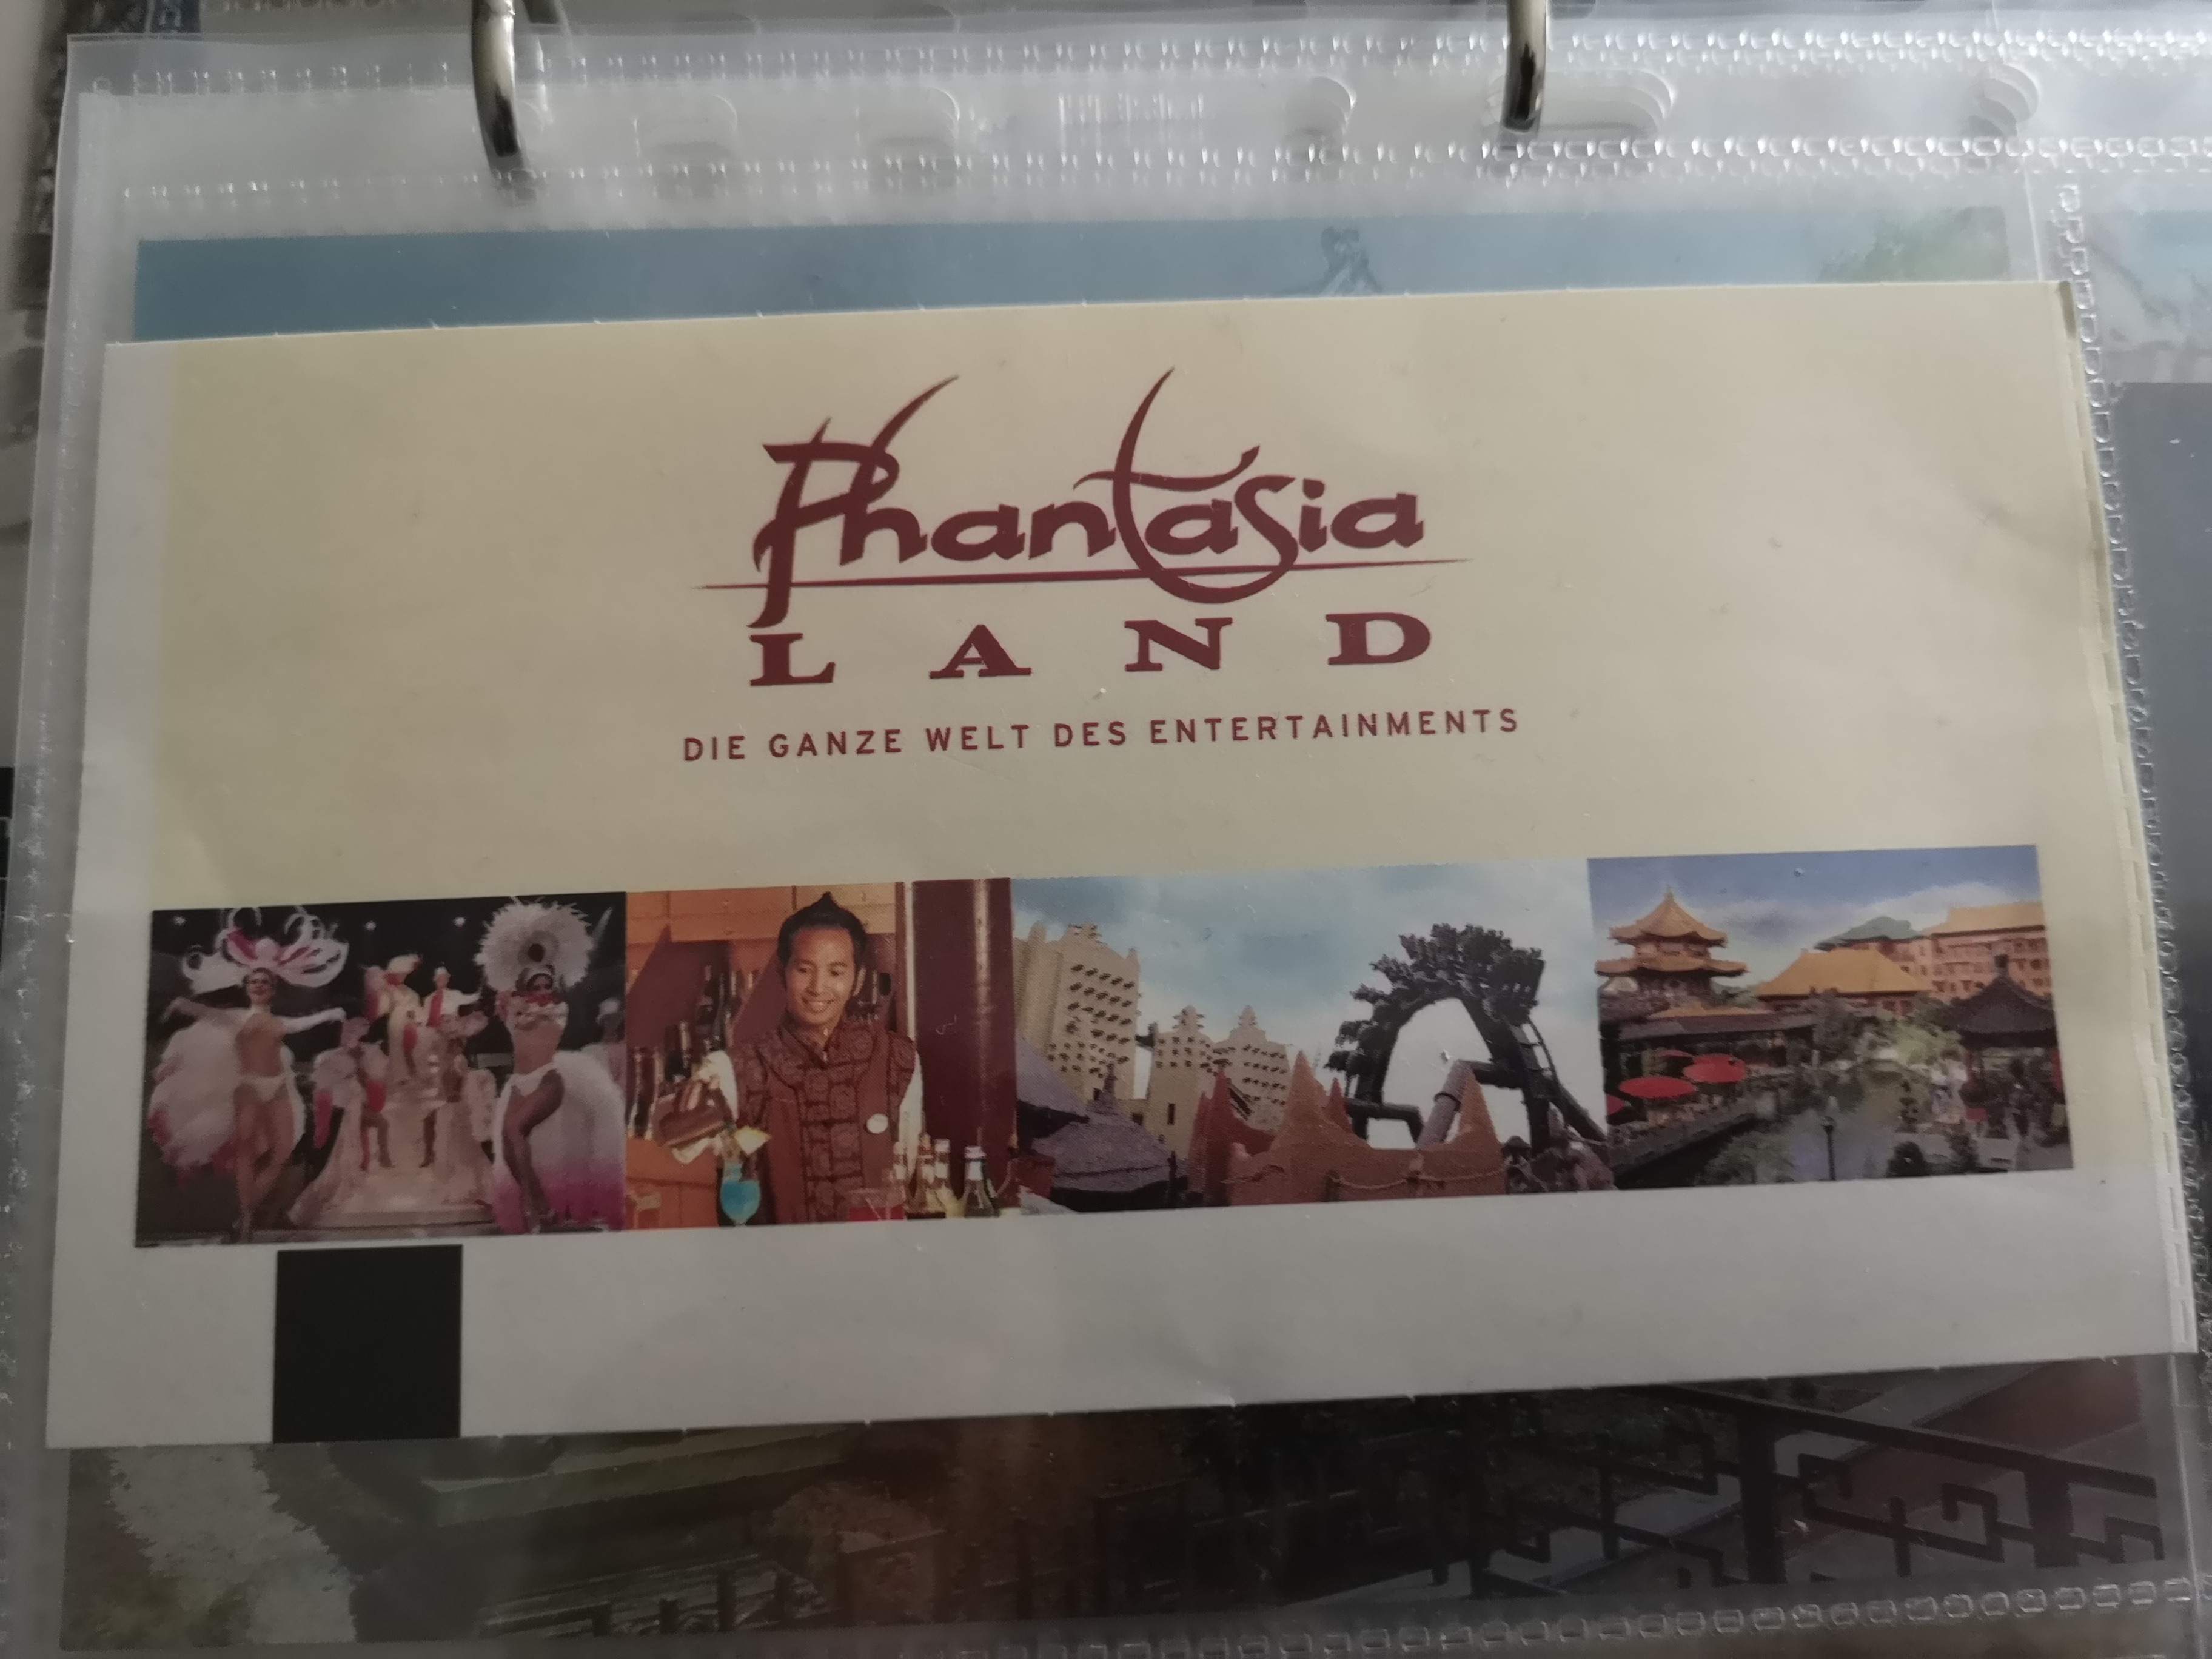 Phantasia
LAND
DIE GANZE WELT DES ENTERTAINMENTS